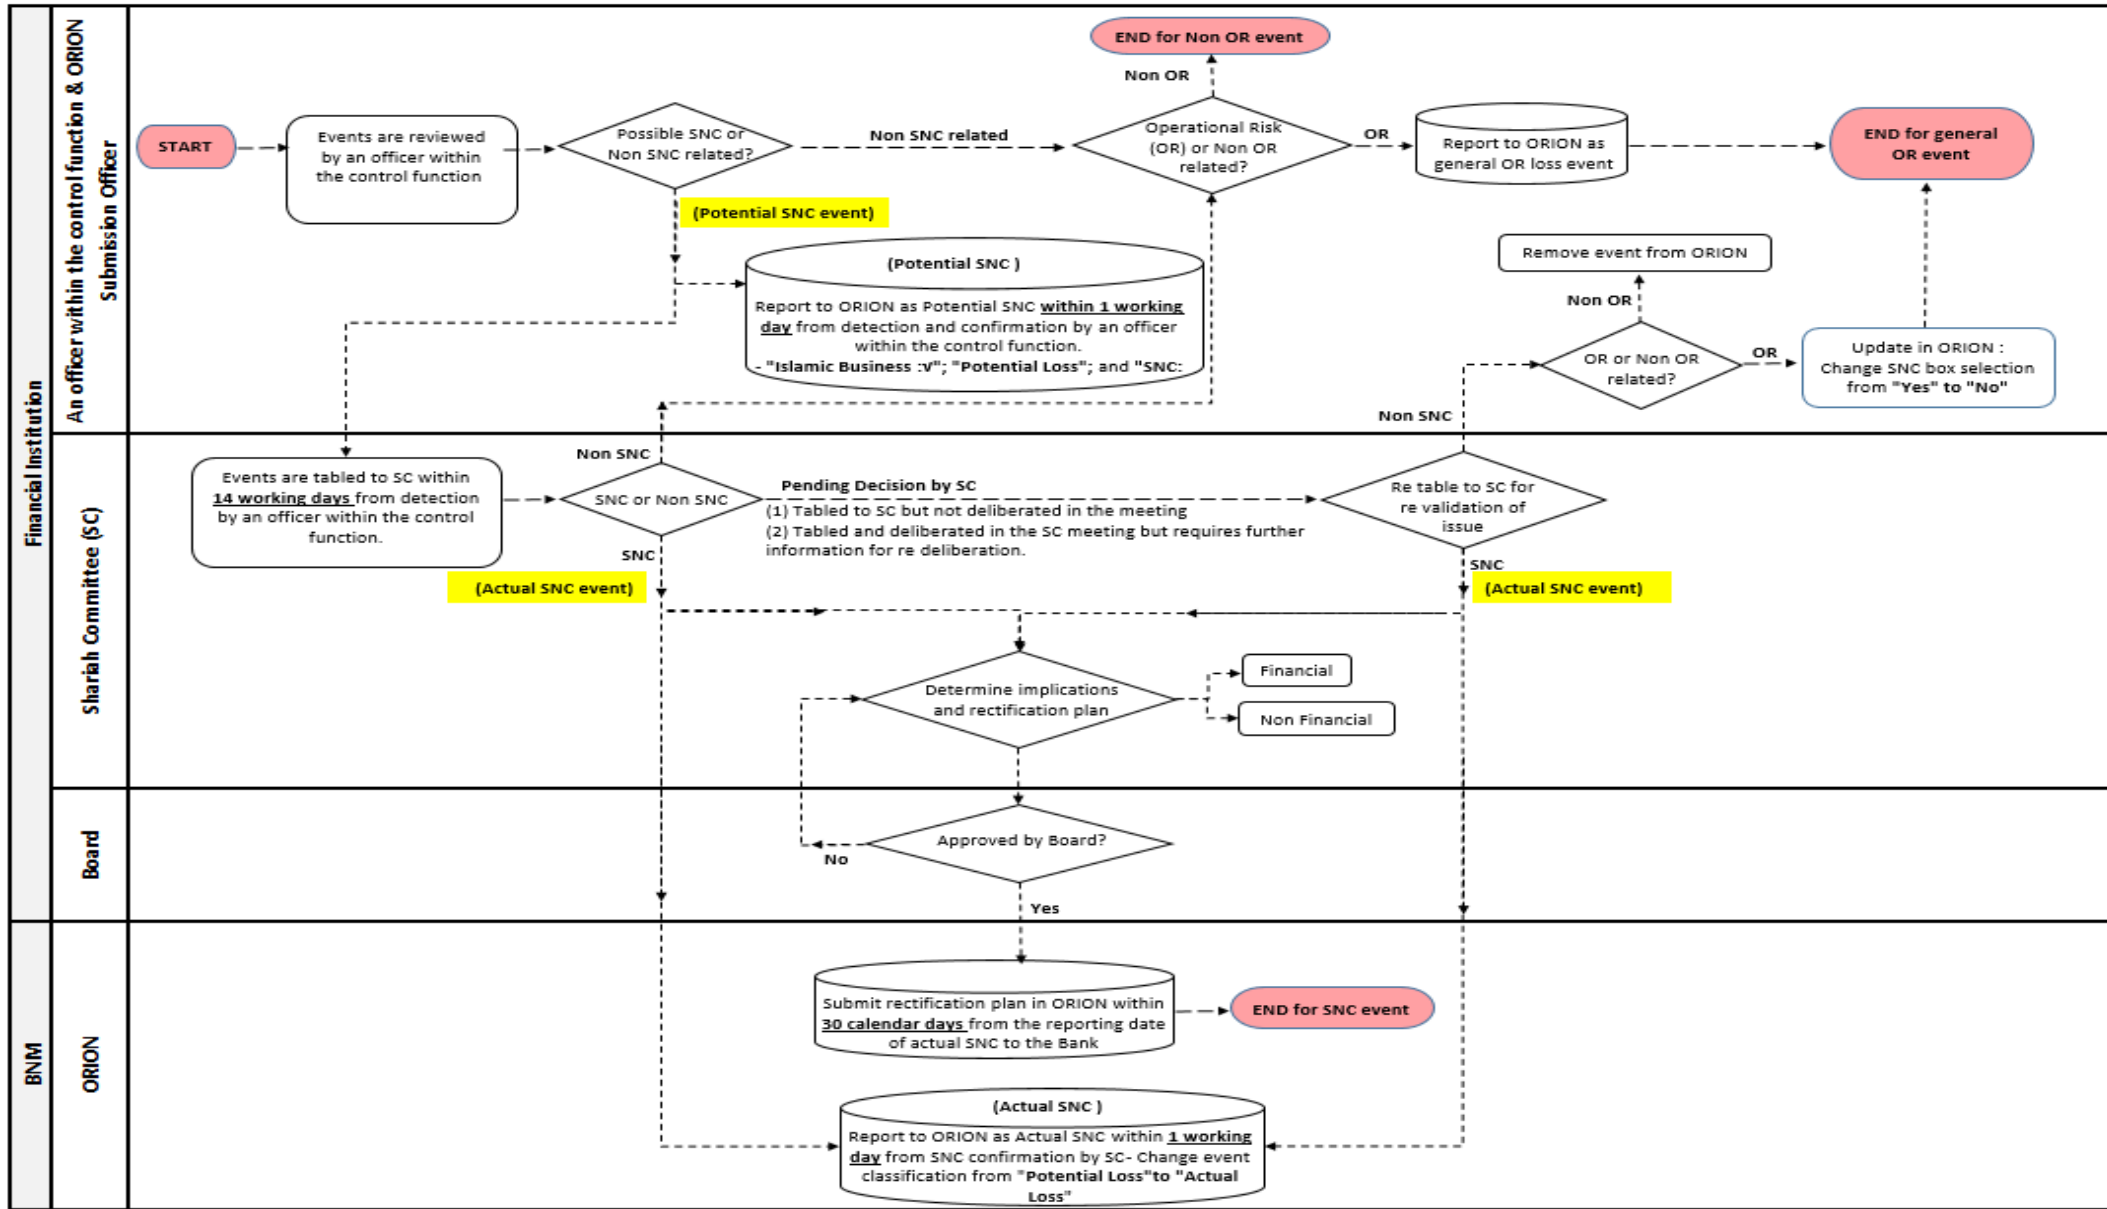 Financial Institution
BNM
An officer within the control function & ORION
Submission Officer
Shariah Committee (SC)
Board
ORION
START
Events are reviewed
by an officer within
the control function
Possible SNC or
Non SNC related?
Non SNC related
(Potential SNC event)
END for Non OR event
Non OR
Operational Risk
(OR) or Non OR
related?
OR
Report to ORION as
general OR loss event
END for general
OR event
(Potential SNC )
Report to ORION as Potential SNC within 1 working
day from detection and confirmation by an officer
within the control function.
- "Islamic Business :√"; "Potential Loss"; and "SNC:
Remove event from ORION
Non OR
OR or Non OR
related?
OR
Update in ORION :
Change SNC box selection
from "Yes" to "No"
Non SNC
Events are tabled to SC within
14 working days from detection
by an officer within the control
function.
Non SNC
SNC or Non SNC
SNC
(Actual SNC event)
Pending Decision by SC
(1) Tabled to SC but not deliberated in the meeting
(2) Tabled and deliberated in the SC meeting but requires further
information for re deliberation.
Re table to SC for
re validation of
issue
SNC
(Actual SNC event)
Determine implications
and rectification plan
Financial
Non Financial
Approved by Board?
No
Yes
Submit rectification plan in ORION within
30 calendar days from the reporting date
of actual SNC to the Bank
END for SNC event
(Actual SNC )
Report to ORION as Actual SNC within 1 working
day from SNC confirmation by SC- Change event
classification from "Potential Loss"to "Actual
Loss"